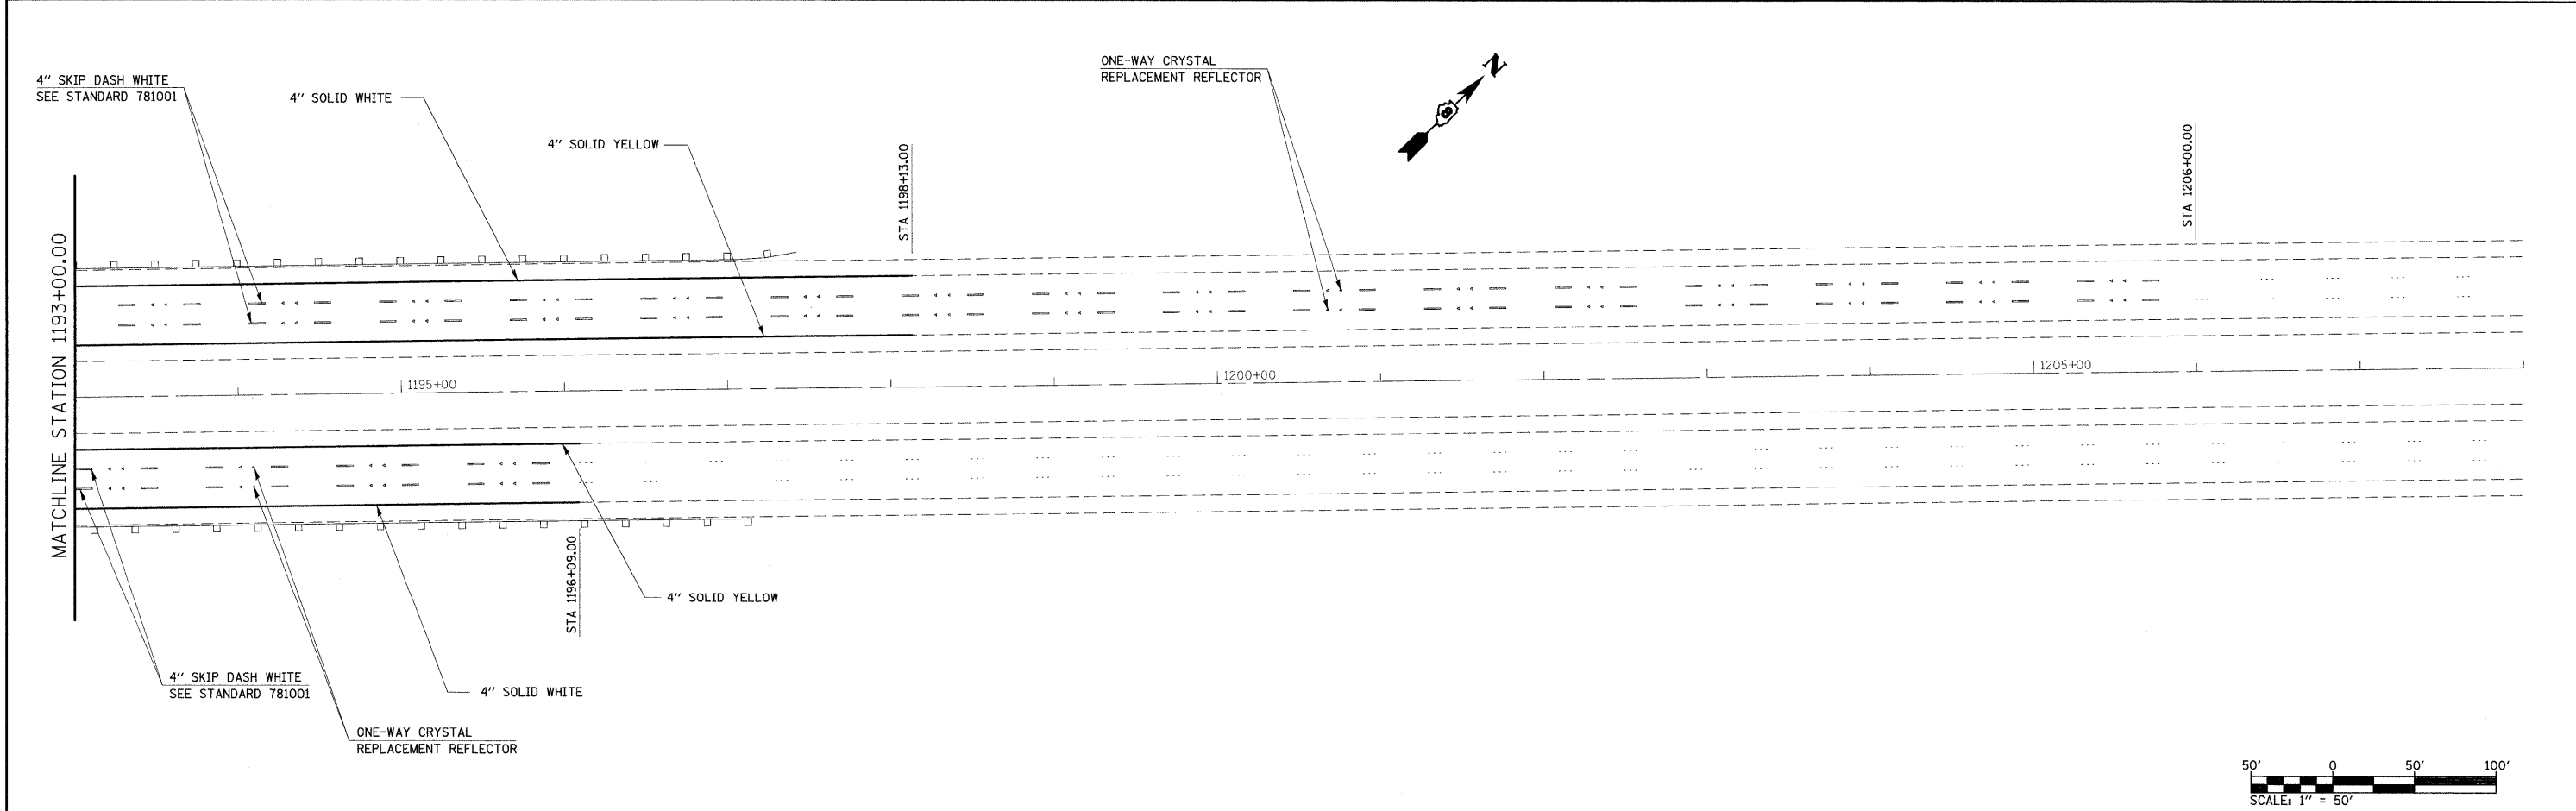 4" SKIP DASH WHITE
SEE STANDARD 781001
4" SOLID WHITE
4" SOLID YELLOW
ONE-WAY CRYSTAL
REPLACEMENT REFLECTOR
N
STA 1198+13.00
STA 1206+00.00
MATCHLINE STATION 1193+00.00
1195+00
1200+00
1205+00
STA 1196+09.00
4" SOLID YELLOW
4" SKIP DASH WHITE
SEE STANDARD 781001
4" SOLID WHITE
ONE-WAY CRYSTAL
REPLACEMENT REFLECTOR
50' 0 50' 100'
SCALE: 1" = 50'